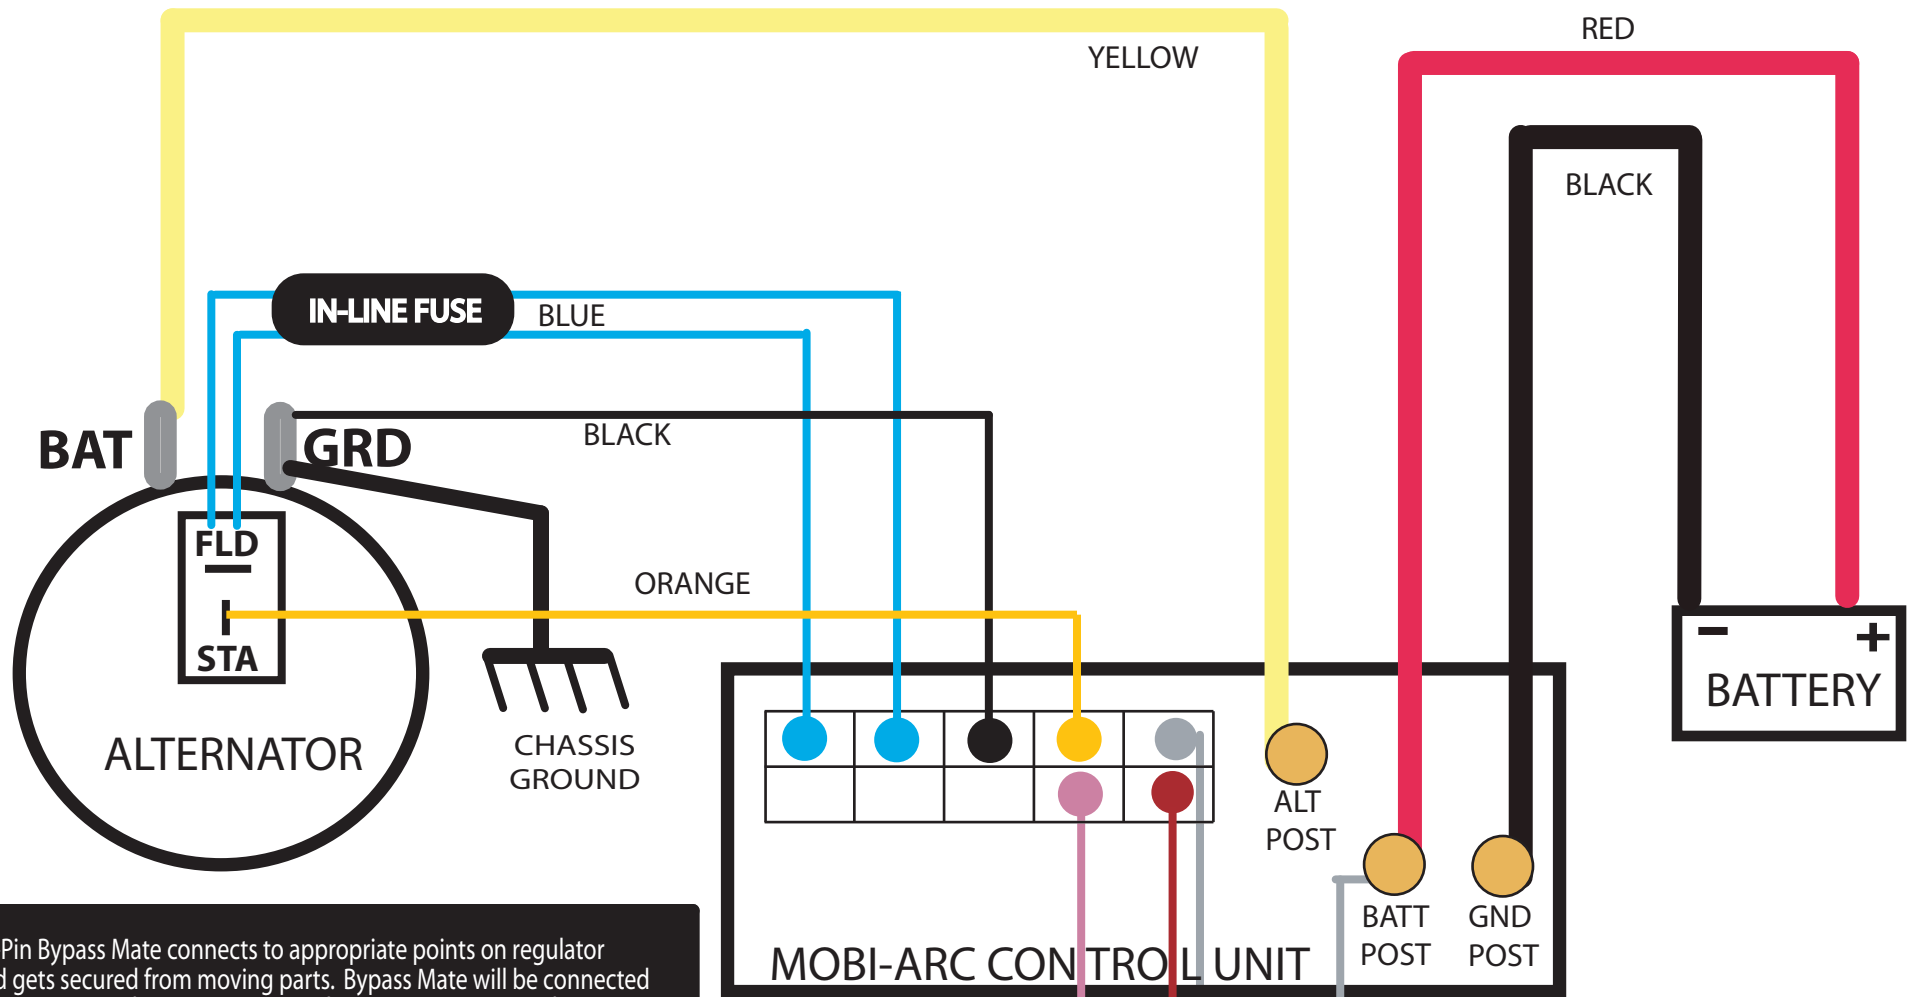 RED
YELLOW
BLACK
IN-LINE FUSE
BLUE
BAT
GRD
BLACK
FLD
ORANGE
STA
ALTERNATOR
CHASSIS
GROUND
- +
BATTERY
ALT
POST
BATT
POST
GND
POST
MOBI-ARC CONTROL UNIT
Pin Bypass Mate connects to appropriate points on regulator
gets secured from moving parts. Bypass Mate will be connected